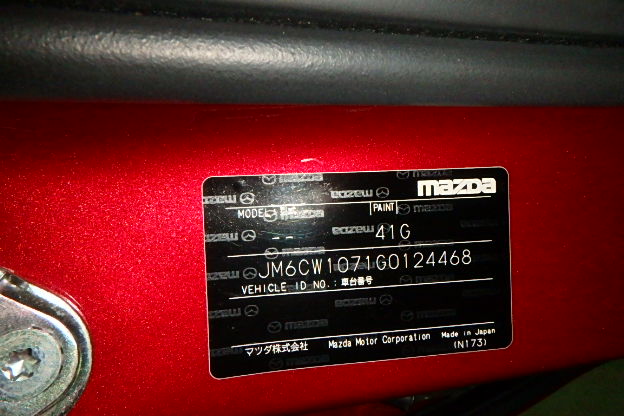 mazda
MODEL PAINT
41G
JM6CW1071G0124468
VEHICLE ID NO.: 車台番号
マツダ株式会社 Mazda Motor Corporation Made in Japan
(N173)